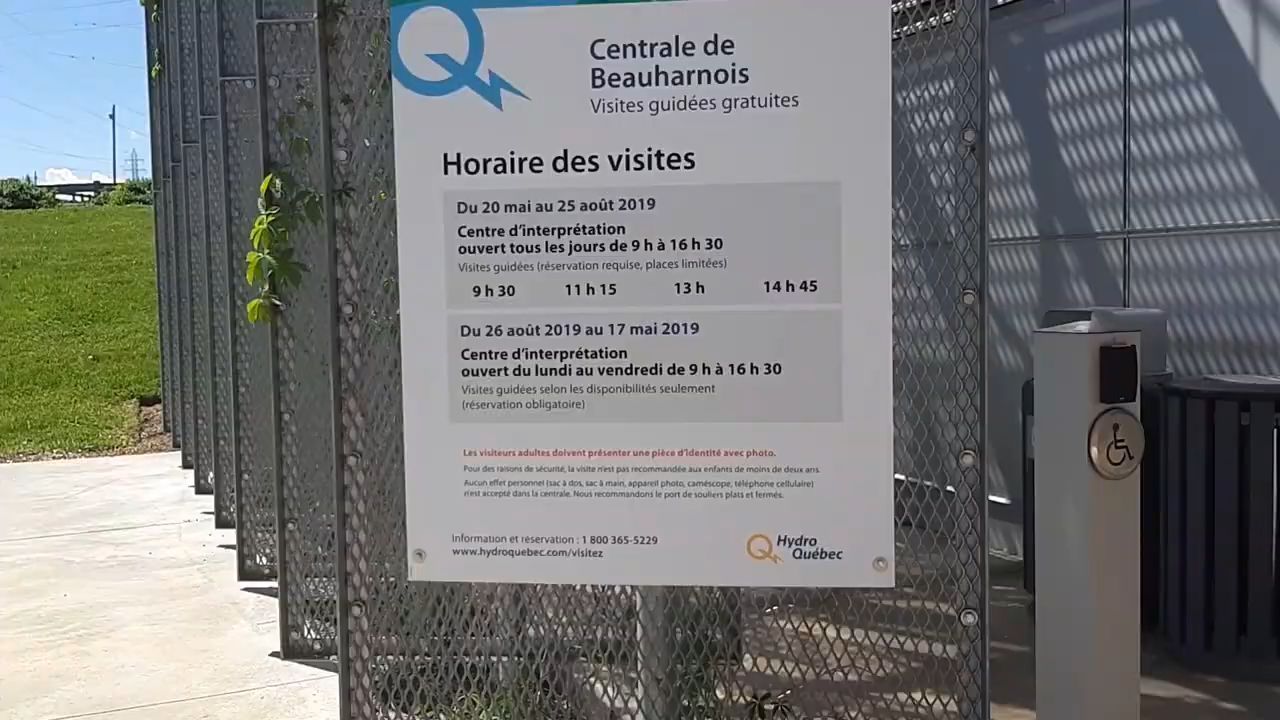 Centrale de
Beauharnois
Visites guidées gratuites
Horaire des visites
Du 20 mai au 25 août 2019
Centre d'interprétation
ouvert tous les jours de 9 h à 16 h 30
Visites guidées (réservation requise, places limitées)
9 h 30 11 h 15 13 h 14 h 45
Du 26 août 2019 au 17 mai 2019
Centre d'interprétation
ouvert du lundi au vendredi de 9 h à 16 h 30
Visites guidées selon les disponibilités seulement
(réservation obligatoire)
Les visiteurs adultes doivent présenter une pièce d'identité avec photo.
Pour des raisons de sécurité, la visite n'est pas recommandée aux enfants de moins de deux ans.
Aucun effet personnel (sac à dos, sac à main, appareil photo, caméscope, téléphone cellulaire)
n'est accepté dans la centrale. Nous recommandons le port de souliers plats et fermés.
Information et réservation : 1 800 365-5229
www.hydroquebec.com/visitez
Hydro
Québec